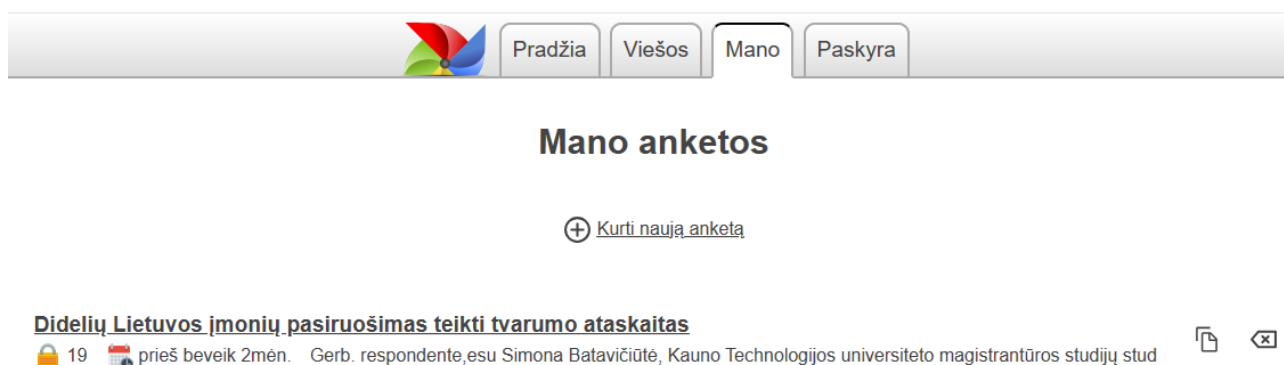 Pradžia Viešos Mano Paskyra
Mano anketos
Kurti naują anketą
Didelių Lietuvos įmonių pasiruošimas teikti tvarumo ataskaitas
19 prieš beveik 2mėn. Gerb. respondente,esu Simona Batavičiūtė, Kauno Technologijos universiteto magistrantūros studijų stud